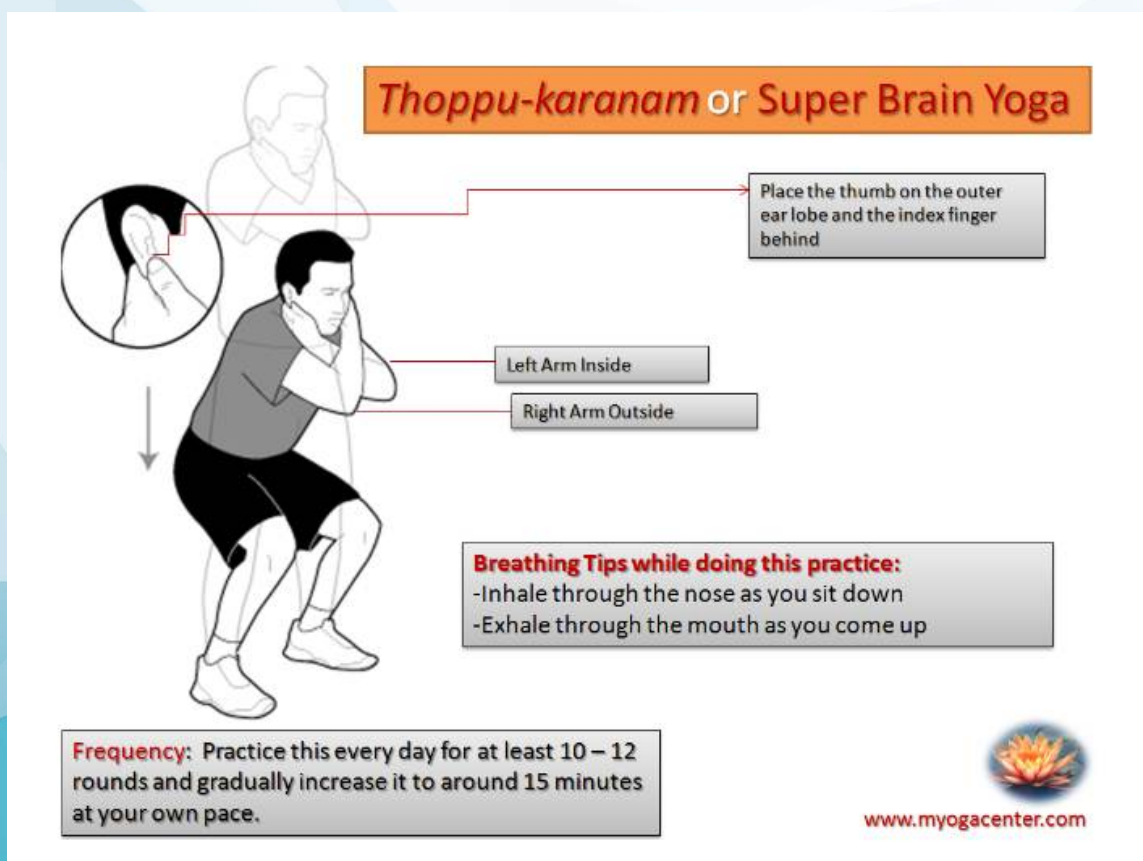 Thoppu-karanam or Super Brain Yoga
Place the thumb on the outer
ear lobe and the index finger
behind
Left Arm Inside
Right Arm Outside
Breathing Tips while doing this practice:
-Inhale through the nose as you sit down
-Exhale through the mouth as you come up
Frequency: Practice this every day for at least 10 – 12
rounds and gradually increase it to around 15 minutes
at your own pace.
www.myogacenter.com